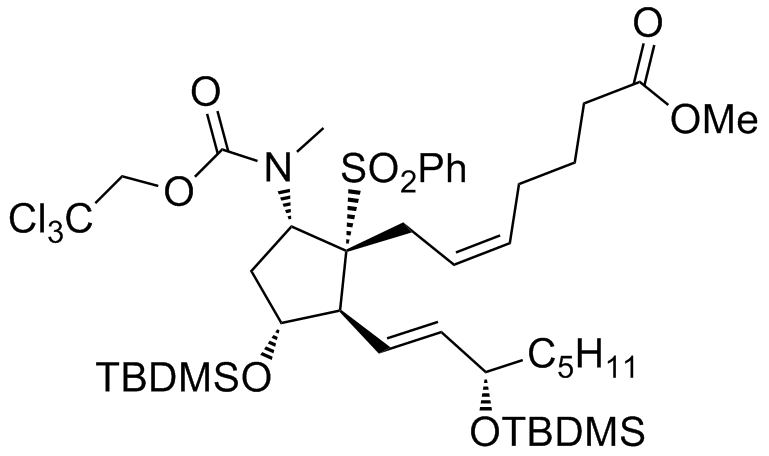 O
OMe
O
N
SO₂Ph
O
Cl₃C
TBDMSO
C₅H₁₁
OTBDMS